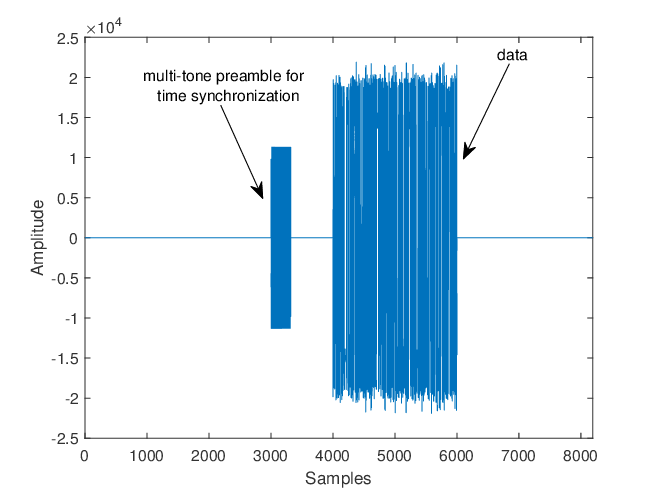 ×10⁴
2.5
2
1.5
1
0.5
0
-0.5
-1
-1.5
-2
-2.5
Amplitude
multi-tone preamble for
time synchronization
data
0 1000 2000 3000 4000 5000 6000 7000 8000
Samples